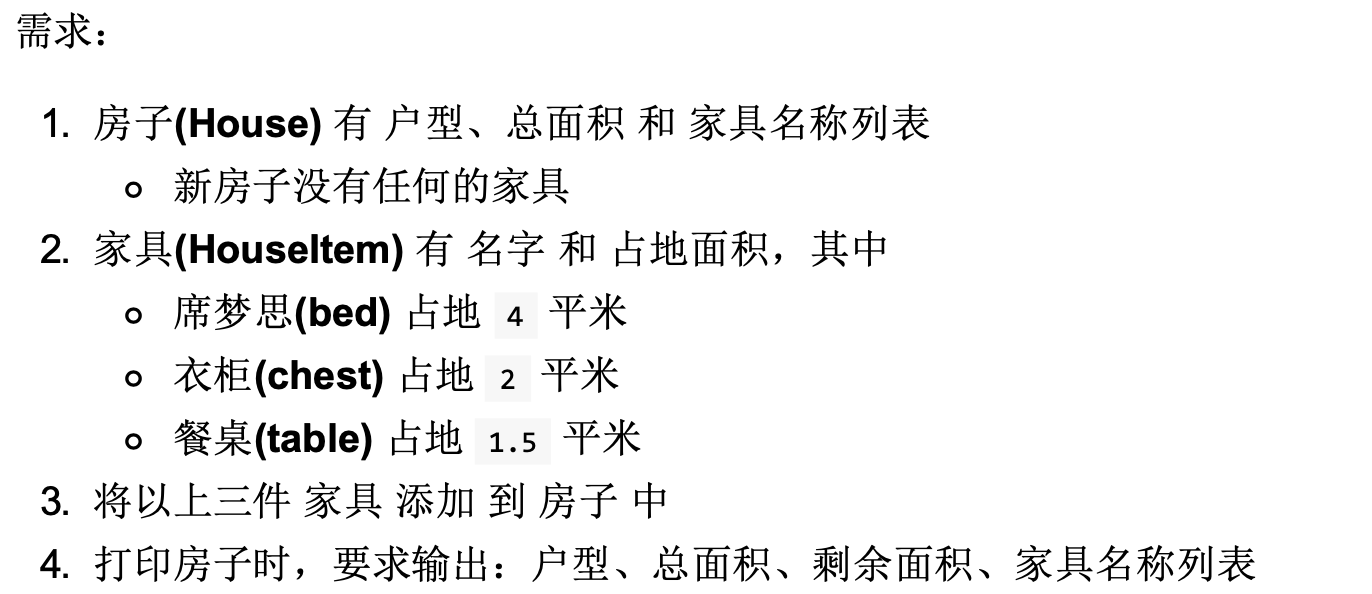 需求：
1. 房子(House) 有 户型、总面积 和 家具名称列表
新房子没有任何的家具
2. 家具(HouseItem) 有 名字 和 占地面积，其中
席梦思(bed) 占地 4 平米
衣柜(chest) 占地 2 平米
餐桌(table) 占地 1.5 平米
3. 将以上三件 家具 添加 到 房子 中
4. 打印房子时，要求输出：户型、总面积、剩余面积、家具名称列表